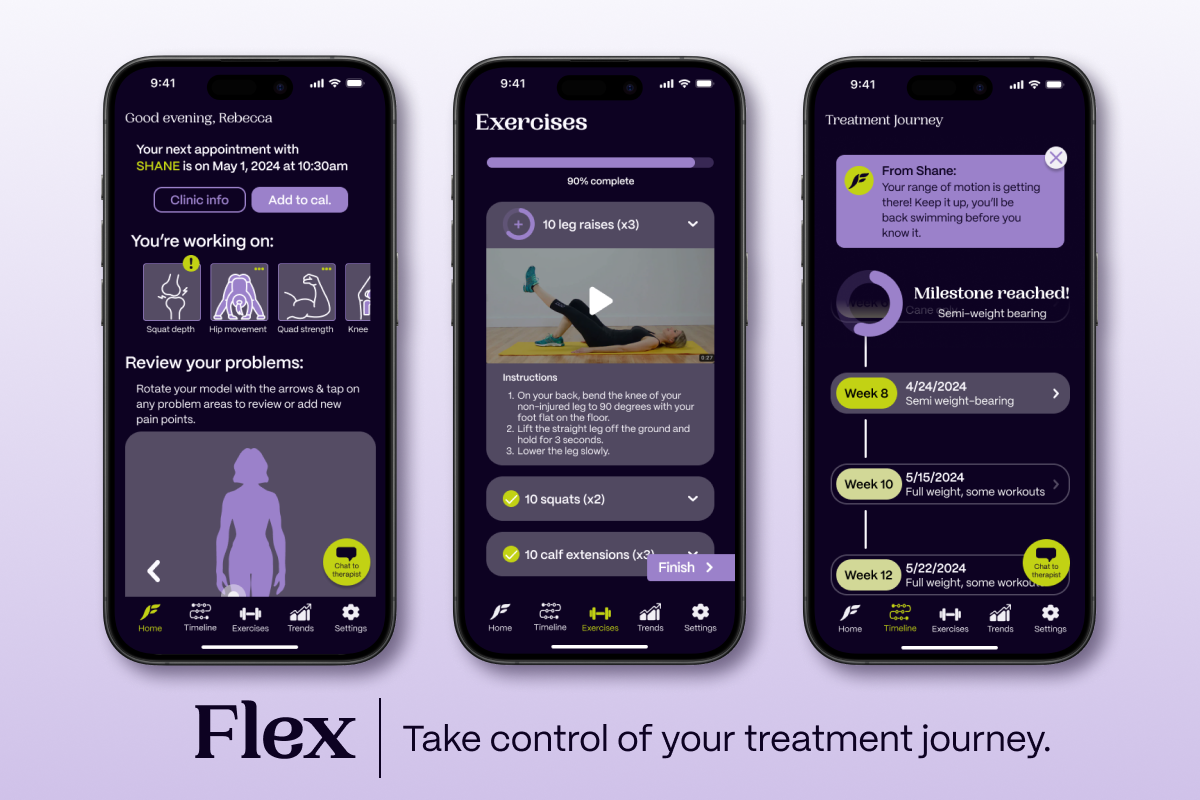 9:41
Good evening, Rebecca
Your next appointment with
SHANE is on May 1, 2024 at 10:30am
Clinic info
Add to cal.
You're working on:
!
Squat depth
Hip movement
Quad strength
Knee
Review your problems:
Rotate your model with the arrows & tap on
any problem areas to review or add new
pain points.
Chat to
therapist
Home
Timeline
Exercises
Trends
Settings
9:41
Exercises
90% complete
10 leg raises (x3)
Instructions
1. On your back, bend the knee of your
non-injured leg to 90 degrees with your
foot flat on the floor.
2. Lift the straight leg off the ground and
hold for 3 seconds.
3. Lower the leg slowly.
10 squats (x2)
10 calf extensions (x3)
Finish
Home
Timeline
Exercises
Trends
Settings
9:41
Treatment Journey
From Shane:
Your range of motion is getting
there! Keep it up, you'll be
back swimming before you
know it.
Milestone reached!
Semi-weight bearing
Week 8
4/24/2024
Semi weight-bearing
Week 10
5/15/2024
Full weight, some workouts
Week 12
5/22/2024
Full weight, some workou
Chat to
therapist
Home
Timeline
Exercises
Trends
Settings
Flex
Take control of your treatment journey.